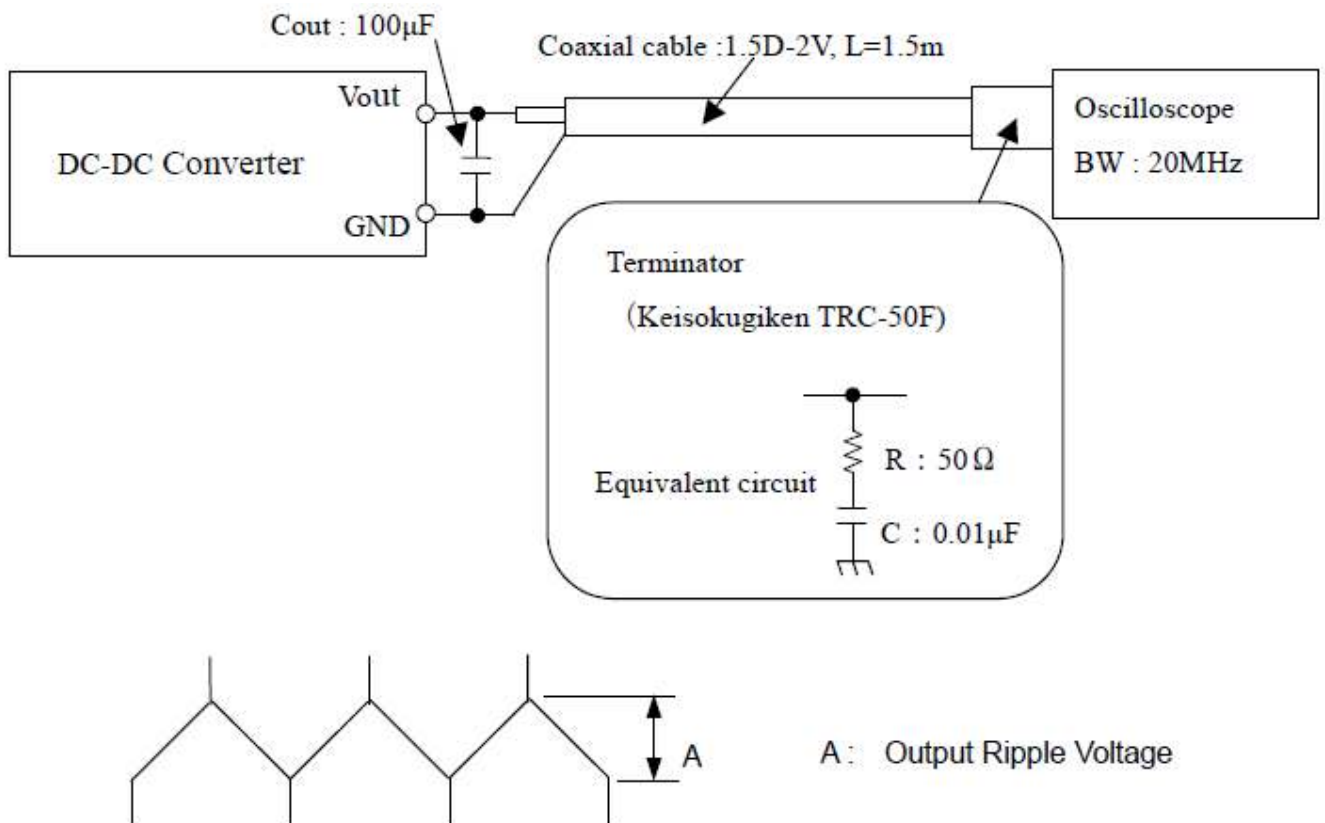 Cout : 100μF
Coaxial cable :1.5D-2V, L=1.5m
Vout
DC-DC Converter
GND
Oscilloscope
BW : 20MHz
Terminator
（Keisokugiken TRC-50F)
Equivalent circuit
R : 50Ω
C : 0.01μF
A
A : Output Ripple Voltage